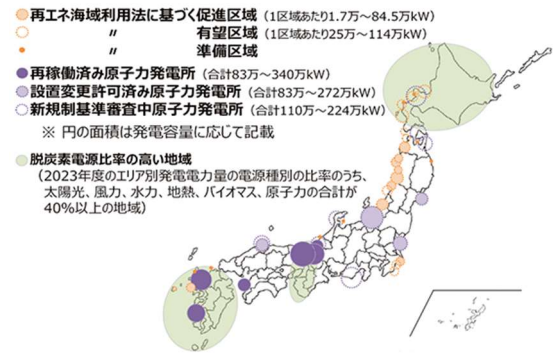 再エネ海域利用法に基づく促進区域（1区域あたり1.7万～84.5万kW）
〃 有望区域（1区域あたり25万～114万kW）
〃 準備区域
再稼働済み原子力発電所（合計83万～340万kW）
設置変更許可済み原子力発電所（合計83万～272万kW）
新規制基準審査中原子力発電所（合計110万～224万kW）
※ 円の面積は発電容量に応じて記載
脱炭素電源比率の高い地域
（2023年度のエリア別発電電力量の電源種別の比率のうち、
太陽光、風力、水力、地熱、バイオマス、原子力の合計が
40％以上の地域）